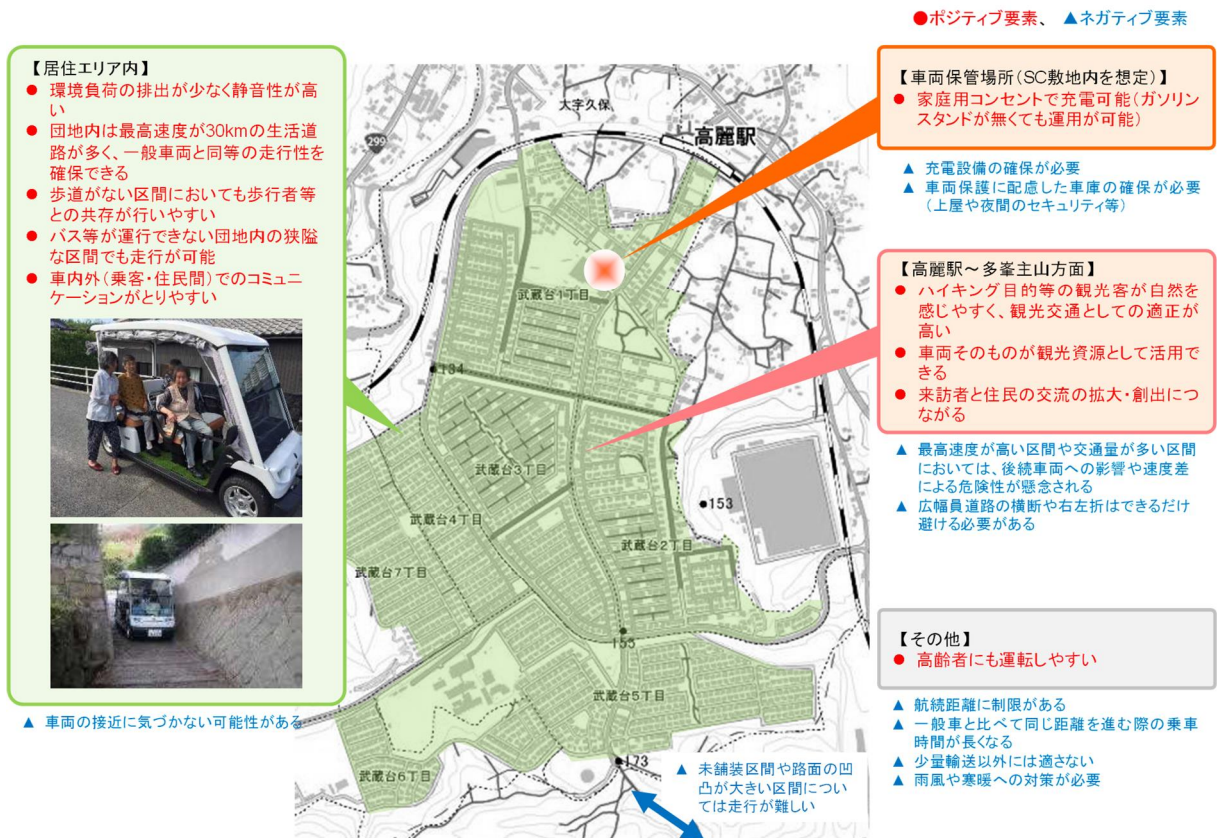 ●ポジティブ要素、 ▲ネガティブ要素
【居住エリア内】
● 環境負荷の排出が少なく静音性が高
い
● 団地内は最高速度が30kmの生活道
路が多く、一般車両と同等の走行性を
確保できる
● 歩道がない区間においても歩行者等
との共存が行いやすい
● バス等が運行できない団地内の狭隘
な区間でも走行が可能
● 車内外(乗客・住民間)でのコミュニ
ケーションがとりやすい
▲ 車両の接近に気づかない可能性がある
大字久保
299
高麗駅
武蔵台1丁目
134
武蔵台3丁目
153
武蔵台4丁目
武蔵台2丁目
武蔵台7丁目
155
武蔵台5丁目
173
武蔵台6丁目
▲ 未舗装区間や路面の凹
凸が大きい区間につい
ては走行が難しい
【車両保管場所(SC敷地内を想定)】
● 家庭用コンセントで充電可能(ガソリン
スタンドが無くても運用が可能)
▲ 充電設備の確保が必要
▲ 車両保護に配慮した車庫の確保が必要
(上屋や夜間のセキュリティ等)
【高麗駅～多峯主山方面】
● ハイキング目的等の観光客が自然を
感じやすく、観光交通としての適正が
高い
● 車両そのものが観光資源として活用で
きる
● 来訪者と住民の交流の拡大・創出につ
ながる
▲ 最高速度が高い区間や交通量が多い区間
においては、後続車両への影響や速度差
による危険性が懸念される
▲ 広幅員道路の横断や右左折はできるだけ
避ける必要がある
【その他】
● 高齢者にも運転しやすい
▲ 航続距離に制限がある
▲ 一般車と比べて同じ距離を進む際の乗車
時間が長くなる
▲ 少量輸送以外には適さない
▲ 雨風や寒暖への対策が必要